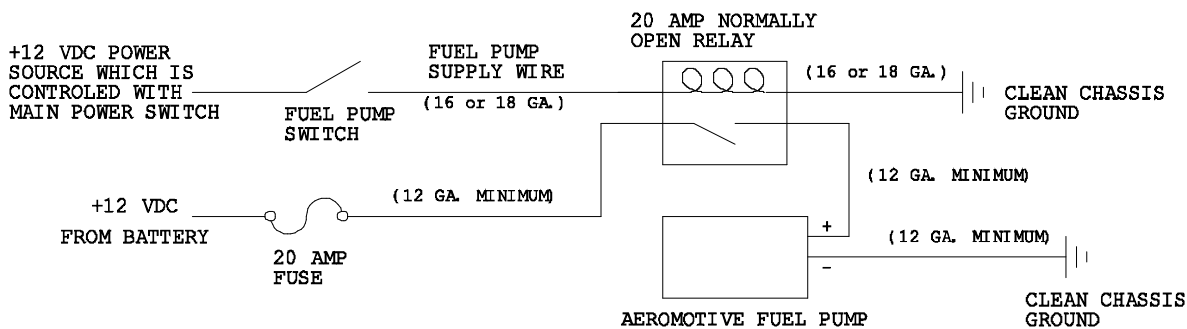 +12 VDC POWER
SOURCE WHICH IS
CONTROLED WITH
MAIN POWER SWITCH
FUEL PUMP
SWITCH
FUEL PUMP
SUPPLY WIRE
(16 or 18 GA.)
20 AMP NORMALLY
OPEN RELAY
(16 or 18 GA.)
CLEAN CHASSIS
GROUND
+12 VDC
FROM BATTERY
20 AMP
FUSE
(12 GA. MINIMUM)
(12 GA. MINIMUM)
+
-
(12 GA. MINIMUM)
CLEAN CHASSIS
GROUND
AEROMOTIVE FUEL PUMP